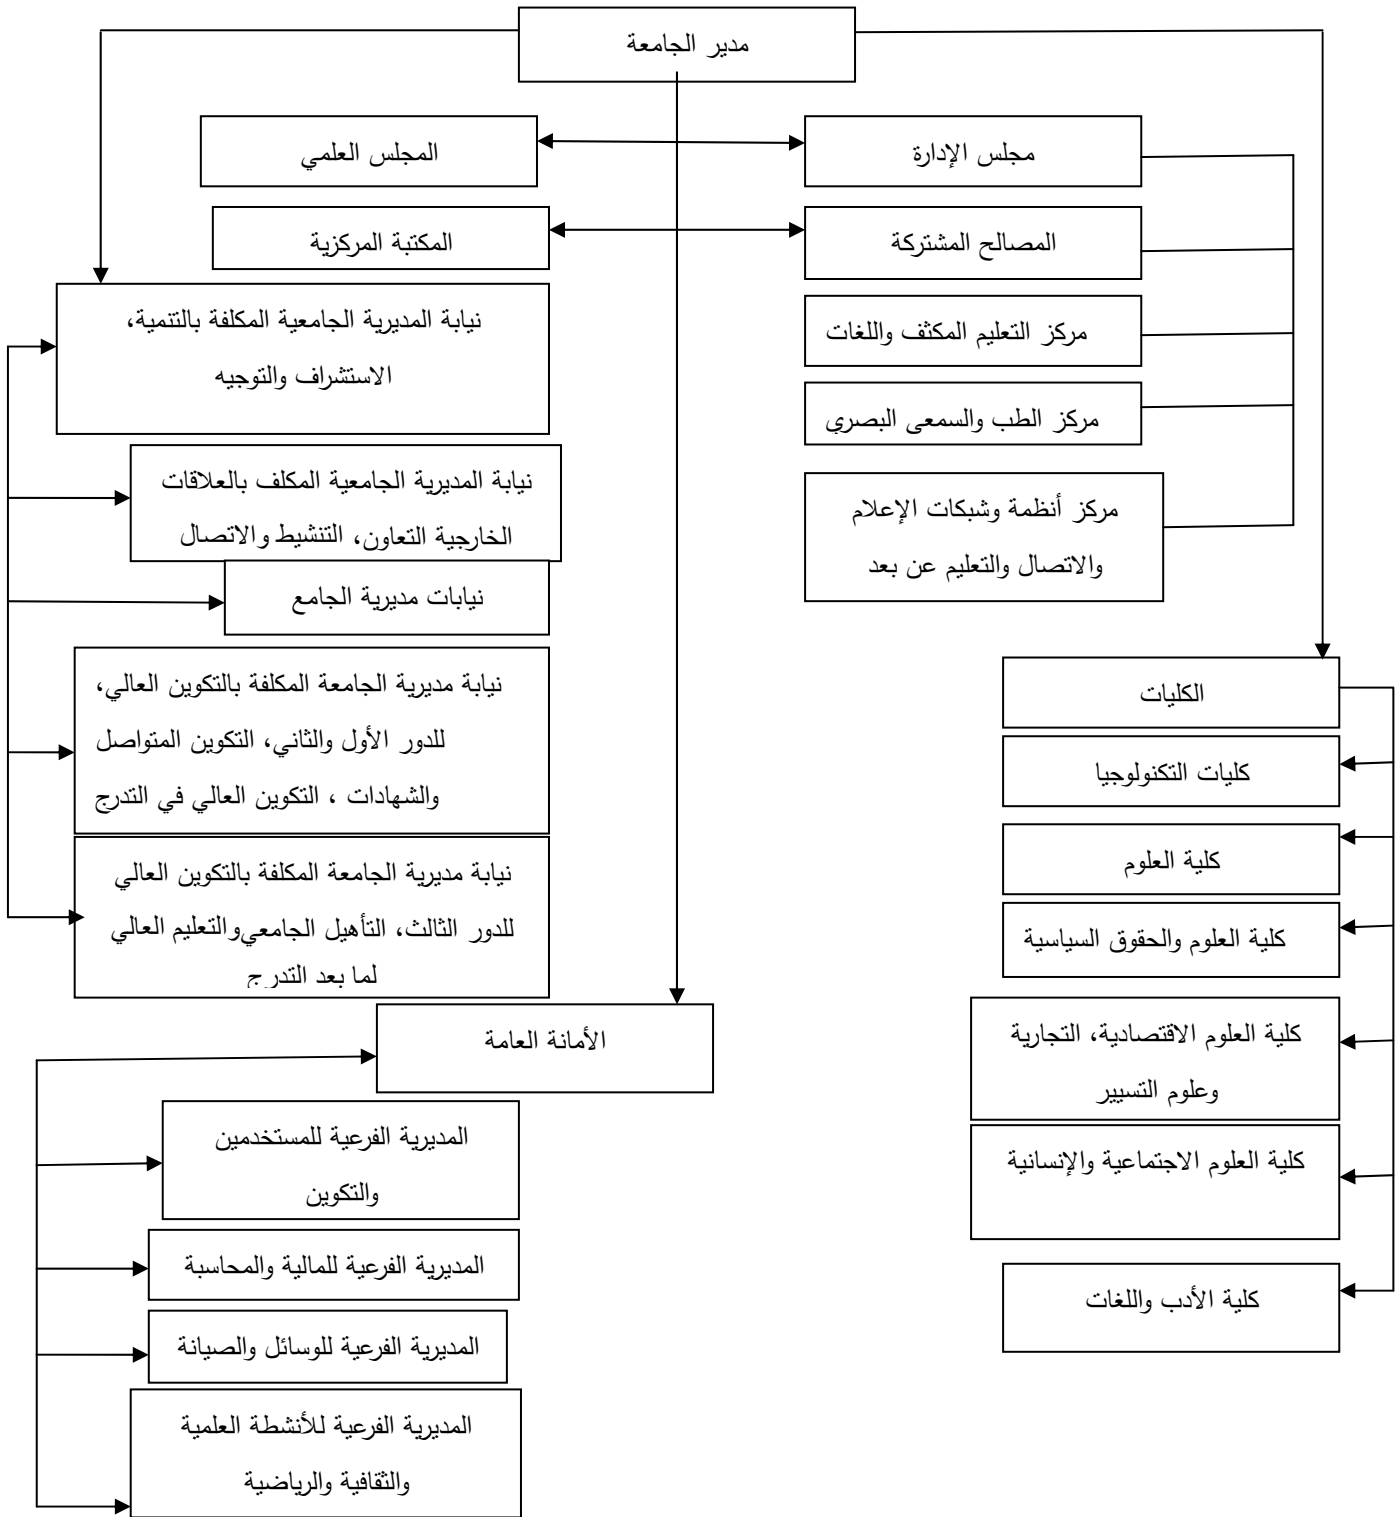 مدير الجامعة
مجلس الإدارة
المجلس العلمي
المصالح المشتركة
المكتبة المركزية
مركز التعليم المكثف واللغات
مركز الطب والسمعى البصري
مركز أنظمة وشبكات الإعلام
والاتصال والتعليم عن بعد
نيابة المديرية الجامعية المكلفة بالتنمية،
الاستشراف والتوجيه
نيابة المديرية الجامعية المكلف بالعلاقات
الخارجية التعاون، التنشيط والاتصال
نيابات مديرية الجامع
نيابة مديرية الجامعة المكلفة بالتكوين العالي،
للدور الأول والثاني، التكوين المتواصل
والشهادات ، التكوين العالي في التدرج
نيابة مديرية الجامعة المكلفة بالتكوين العالي
للدور الثالث، التأهيل الجامعي والتعليم العالي
لما بعد التدرج
الكليات
كليات التكنولوجيا
كلية العلوم
كلية العلوم والحقوق السياسية
كلية العلوم الاقتصادية، التجارية
وعلوم التسيير
كلية العلوم الاجتماعية والإنسانية
كلية الأدب واللغات
الأمانة العامة
المديرية الفرعية للمستخدمين
والتكوين
المديرية الفرعية للمالية والمحاسبة
المديرية الفرعية للوسائل والصيانة
المديرية الفرعية للأنشطة العلمية
والثقافية والرياضية